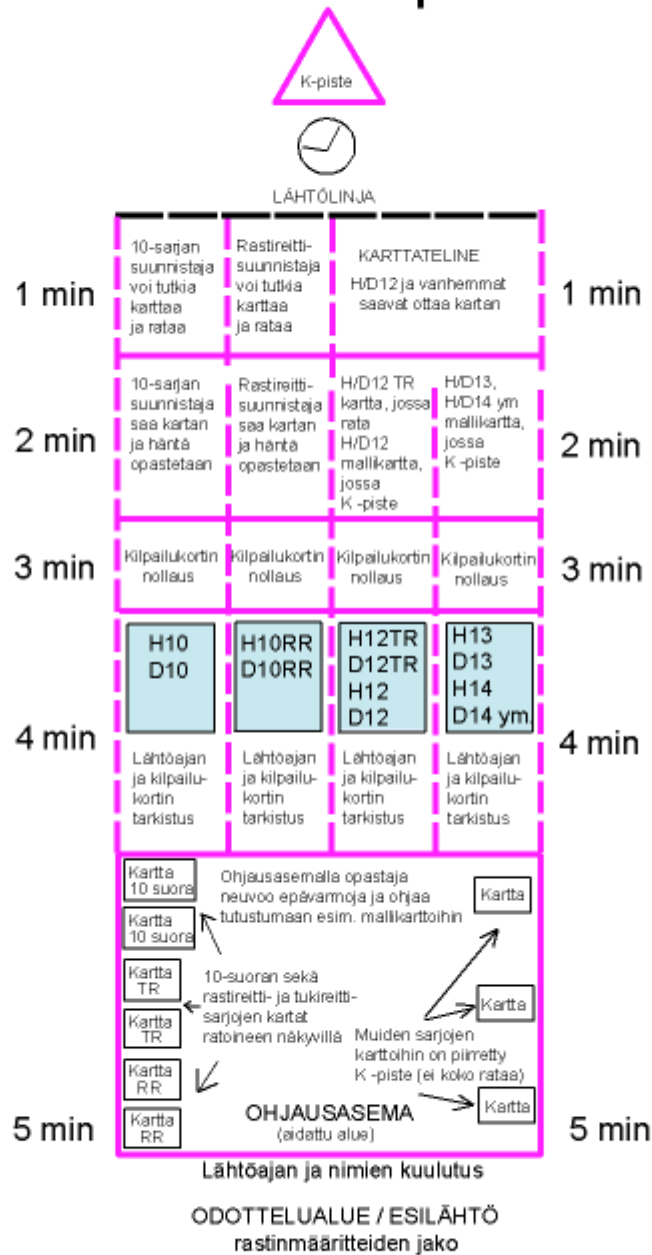 K-piste
LÄHTÖLINJA
1 min
10-sarjan
suunnistaja
voi tutkia
karttaa
ja rataa
Rastireitti-
suunnistaja
voi tutkia
karttaa
ja rataa
KARTTATELINE
H/D12 ja vanhemmat
saavat ottaa kartan
1 min
2 min
10-sarjan
suunnistaja
saa kartan
ja häntä
opastetaan
Rastireitti-
suunnistaja
saa kartan
ja häntä
opastetaan
H/D12 TR
kartta, jossa
rata
H/D12
mallikartta,
jossa
K -piste
H/D13,
H/D14 ym
mallikartta,
jossa
K -piste
2 min
3 min
Kilpailukortin
nollaus
Kilpailukortin
nollaus
Kilpailukortin
nollaus
Kilpailukortin
nollaus
3 min
4 min
H10
D10
H10RR
D10RR
H12TR
D12TR
H12
D12
H13
D13
H14
D14 ym.
4 min
Lähtöajan
ja kilpailu-
kortin
tarkistus
Lähtöajan
ja kilpailu-
kortin
tarkistus
Lähtöajan
ja kilpailu-
kortin
tarkistus
Lähtöajan
ja kilpailu-
kortin
tarkistus
Kartta
10 suora
Kartta
10 suora
Kartta
TR
Kartta
TR
Kartta
RR
Kartta
RR
Ohjausasemalla opastaja
neuvoo epävarmoja ja ohjaa
tutustumaan esim. mallikarttoihin
10-suoran sekä
rastireitti- ja tukireitti-
sarjojen kartat
ratoineen näkyvillä
Kartta
Kartta
Kartta
Muiden sarjojen
karttoihin on piirretty
K -piste (ei koko rataa)
5 min
OHJAUSASEMA
(aidattu alue)
5 min
Lähtöajan ja nimien kuulutus
ODOTTELUALUE / ESILÄHTÖ
rastinmääritteiden jako